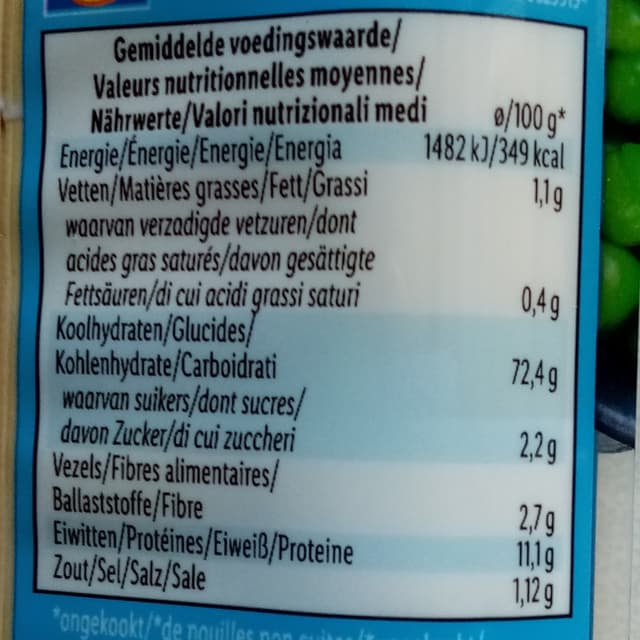 Gemiddelde voedingswaarde/
Valeurs nutritionnelles moyennes/
Nährwerte/Valori nutrizionali medi ø/100 g*
Energie/Énergie/Energie/Energia 1482 kJ/349 kcal
Vetten/Matières grasses/Fett/Grassi 1,1 g
waarvan verzadigde vetzuren/dont
acides gras saturés/davon gesättigte
Fettsäuren/di cui acidi grassi saturi 0,4 g
Koolhydraten/Glucides/
Kohlenhydrate/Carboidrati 72,4 g
waarvan suikers/dont sucres/
davon Zucker/di cui zuccheri 2,2 g
Vezels/Fibres alimentaires/
Ballaststoffe/Fibre 2,7 g
Eiwitten/Protéines/Eiweiß/Proteine 11,1 g
Zout/Sel/Salz/Sale 1,12 g
*ongekookt/*de nouilles non